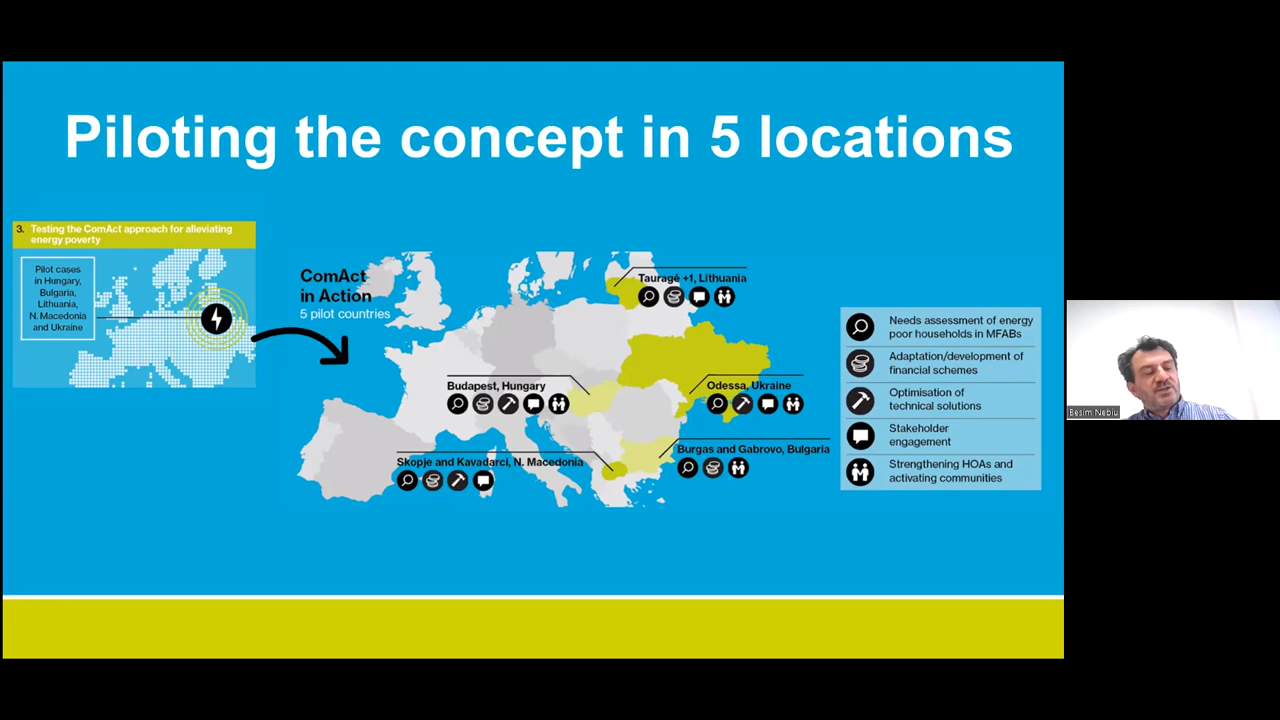 Piloting the concept in 5 locations
3. Testing the ComAct approach for alleviating
energy poverty
Pilot cases
in Hungary,
Bulgaria,
Lithuania,
N. Macedonia
and Ukraine
ComAct
in Action
5 pilot countries
Tauragė +1, Lithuania
Budapest, Hungary
Odessa, Ukraine
Skopje and Kavadarci, N. Macedonia
Burgas and Gabrovo, Bulgaria
Needs assessment of energy
poor households in MFABs
Adaptation/development of
financial schemes
Optimisation of
technical solutions
Stakeholder
engagement
Strengthening HOAs and
activating communities
Besim Nebiu